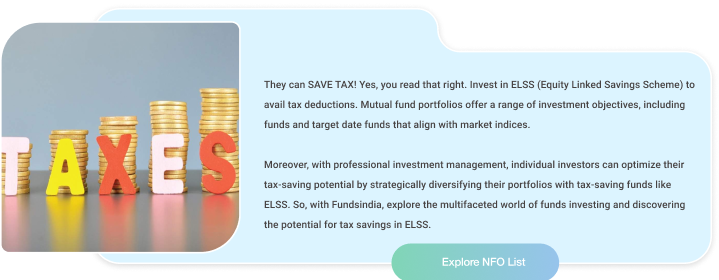 TAXES
They can SAVE TAX! Yes, you read that right. Invest in ELSS (Equity Linked Savings Scheme) to
avail tax deductions. Mutual fund portfolios offer a range of investment objectives, including
funds and target date funds that align with market indices.
Moreover, with professional investment management, individual investors can optimize their
tax-saving potential by strategically diversifying their portfolios with tax-saving funds like
ELSS. So, with Fundsindia, explore the multifaceted world of funds investing and discovering
the potential for tax savings in ELSS.
Explore NFO List